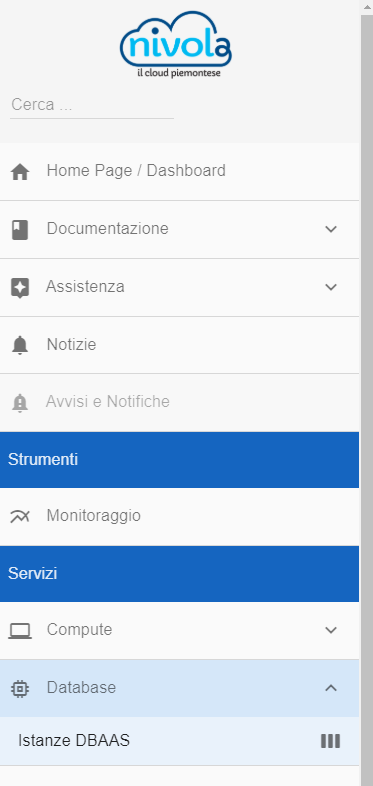 nivola
il cloud piemontese
Cerca ...
Home Page / Dashboard
Documentazione
Assistenza
Notizie
Avvisi e Notifiche
Strumenti
Monitoraggio
Servizi
Compute
Database
Istanze DBAAS